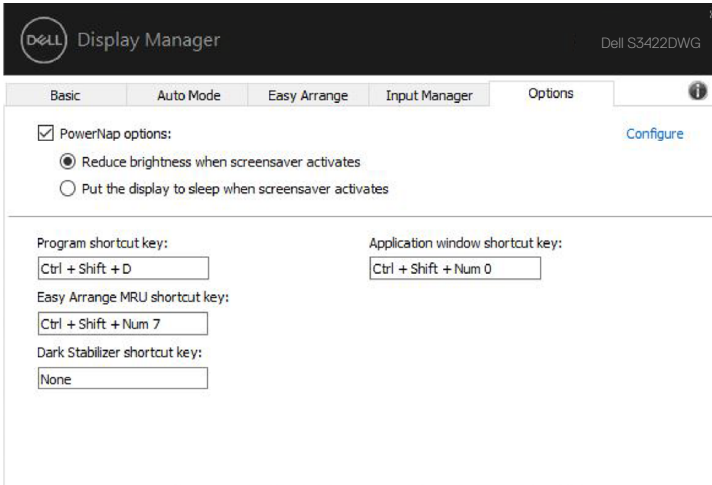 DELL Display Manager
Dell S3422DWG
Basic Auto Mode Easy Arrange Input Manager Options
PowerNap options: Configure
Reduce brightness when screensaver activates
Put the display to sleep when screensaver activates
Program shortcut key: Application window shortcut key:
Ctrl + Shift + D Ctrl + Shift + Num 0
Easy Arrange MRU shortcut key:
Ctrl + Shift + Num 7
Dark Stabilizer shortcut key:
None